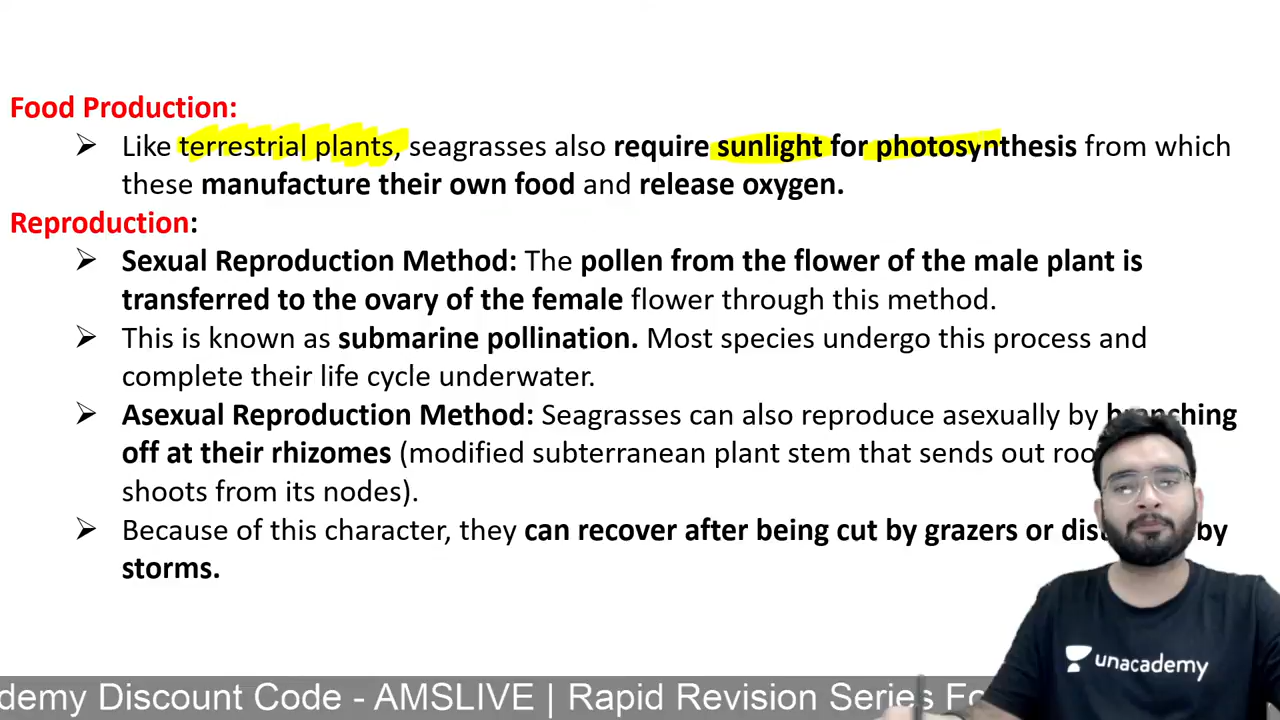 Food Production:
➢ Like terrestrial plants, seagrasses also require sunlight for photosynthesis from which
these manufacture their own food and release oxygen.
Reproduction:
➢ Sexual Reproduction Method: The pollen from the flower of the male plant is
transferred to the ovary of the female flower through this method.
➢ This is known as submarine pollination. Most species undergo this process and
complete their life cycle underwater.
➢ Asexual Reproduction Method: Seagrasses can also reproduce asexually by
off at their rhizomes (modified subterranean plant stem that sends out
shoots from its nodes).
➢ Because of this character, they can recover after being cut by grazers or by
storms.
unacademy
Discount Code - AMSLIVE | Rapid Revision Series